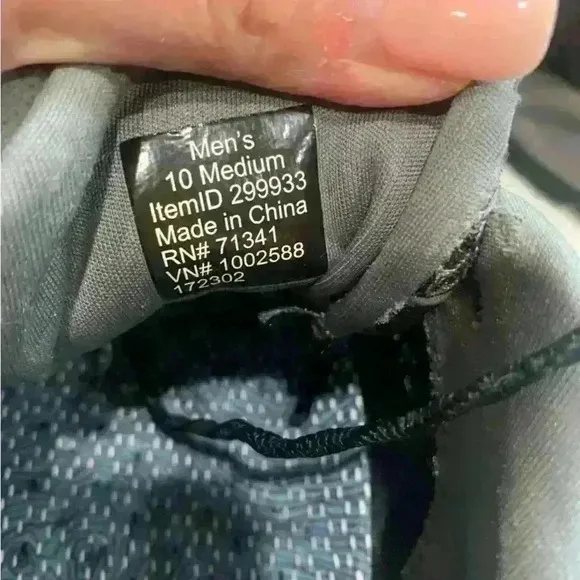 Men's
10 Medium
ItemID 299933
Made in China
RN# 71341
VN# 1002588
172302